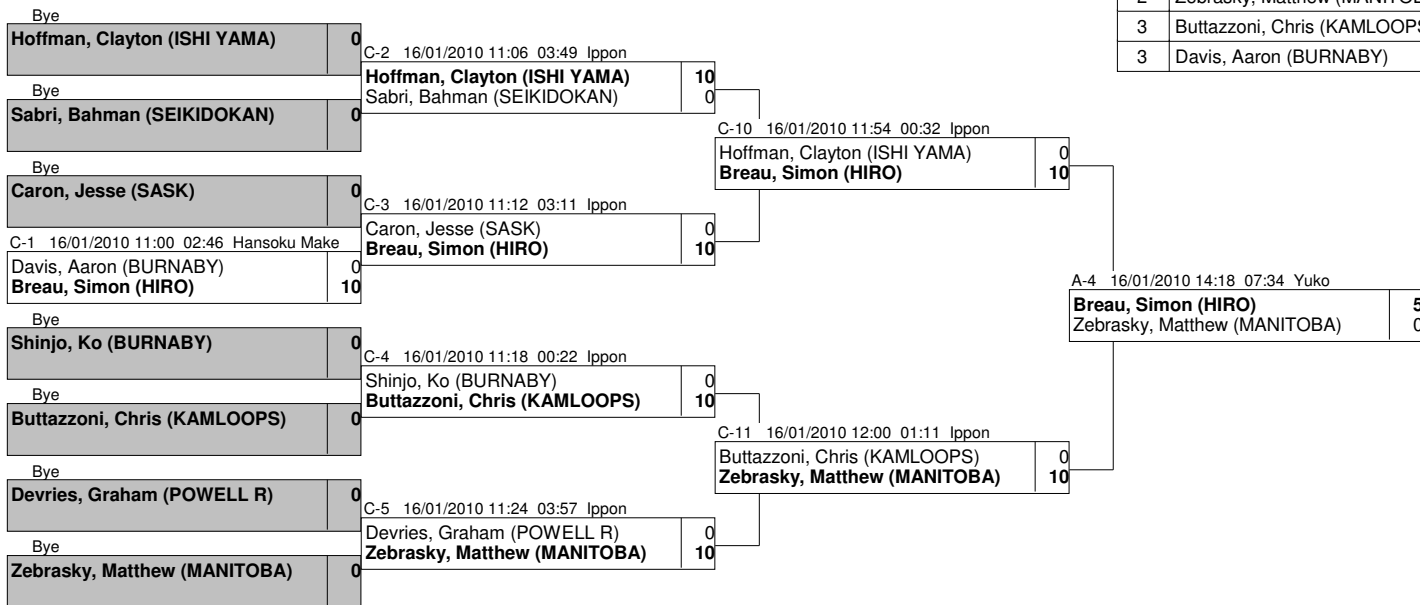 2 Zebrasky, Matthew
3 Buttazzoni, Chris (KAMLOOPS
3 Davis, Aaron (BURNABY)
Bye
Hoffman, Clayton (ISHI YAMA) 0
Bye
Sabri, Bahman (SEIKIDOKAN) 0
Bye
Caron, Jesse (SASK) 0
C-1 16/01/2010 11:00 02:46 Hansoku Make
Davis, Aaron (BURNABY) 0
Breau, Simon (HIRO) 10
Bye
Shinjo, Ko (BURNABY) 0
Bye
Buttazzoni, Chris (KAMLOOPS) 0
Bye
Devries, Graham (POWELL R) 0
Bye
Zebrasky, Matthew (MANITOBA) 0
C-2 16/01/2010 11:06 03:49 Ippon
Hoffman, Clayton (ISHI YAMA) 10
Sabri, Bahman (SEIKIDOKAN) 0
C-3 16/01/2010 11:12 03:11 Ippon
Caron, Jesse (SASK) 0
Breau, Simon (HIRO) 10
C-4 16/01/2010 11:18 00:22 Ippon
Shinjo, Ko (BURNABY) 0
Buttazzoni, Chris (KAMLOOPS) 10
C-5 16/01/2010 11:24 03:57 Ippon
Devries, Graham (POWELL R) 0
Zebrasky, Matthew (MANITOBA) 10
C-10 16/01/2010 11:54 00:32 Ippon
Hoffman, Clayton (ISHI YAMA) 0
Breau, Simon (HIRO) 10
C-11 16/01/2010 12:00 01:11 Ippon
Buttazzoni, Chris (KAMLOOPS) 0
Zebrasky, Matthew (MANITOBA) 10
A-4 16/01/2010 14:18 07:34 Yuko
Breau, Simon (HIRO) 5
Zebrasky, Matthew (MANITOBA) 0